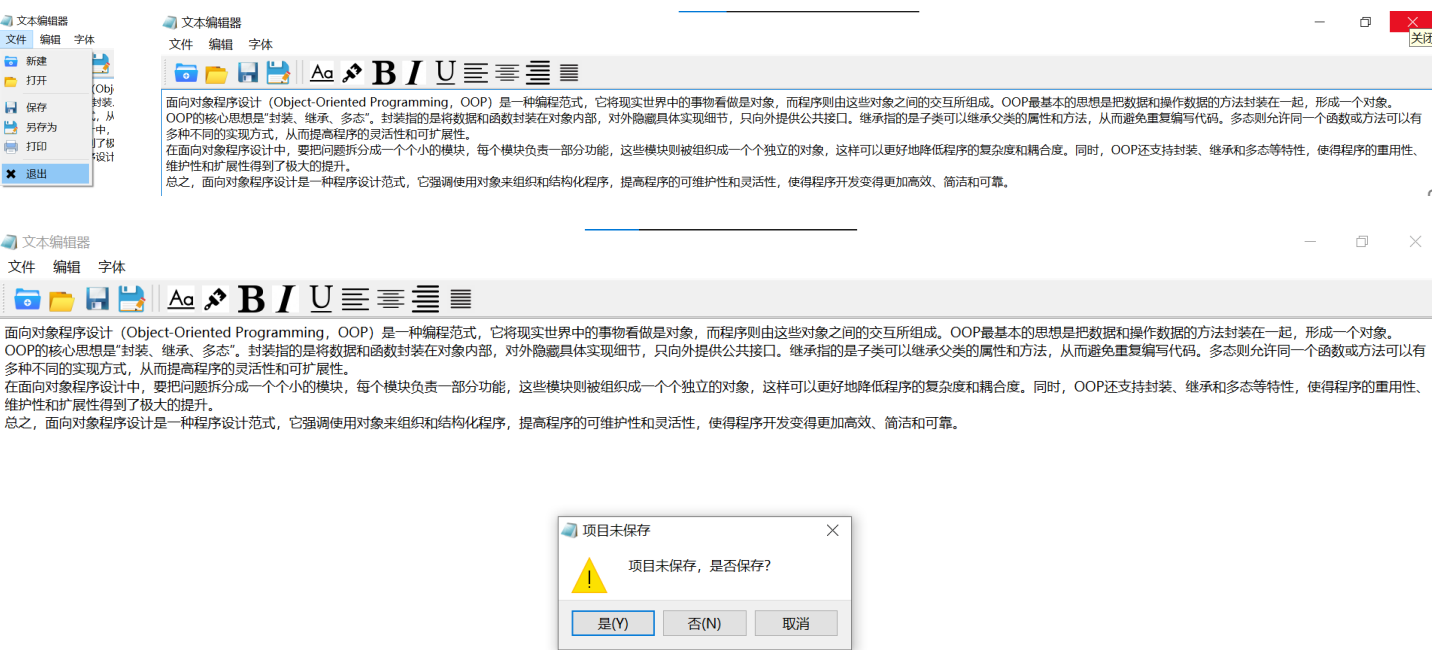 文本编辑器
文件 编辑 字体
新建
打开
保存
另存为
打印
退出
文本编辑器
关闭
文件 编辑 字体
Aa B I U
面向对象程序设计（Object-Oriented Programming，OOP）是一种编程范式，它将现实世界中的事物看做是对象，而程序则由这些对象之间的交互所组成。OOP最基本的思想是把数据和操作数据的方法封装在一起，形成一个对象。
OOP的核心思想是“封装、继承、多态”。封装指的是将数据和函数封装在对象内部，对外隐藏具体实现细节，只向外提供公共接口。继承指的是子类可以继承父类的属性和方法，从而避免重复编写代码。多态则允许同一个函数或方法可以有
多种不同的实现方式，从而提高程序的灵活性和可扩展性。
在面向对象程序设计中，要把问题拆分成一个个小的模块，每个模块负责一部分功能，这些模块则被组织成一个个独立的对象，这样可以更好地降低程序的复杂度和耦合度。同时，OOP还支持封装、继承和多态等特性，使得程序的重用性、
维护性和扩展性得到了极大的提升。
总之，面向对象程序设计是一种程序设计范式，它强调使用对象来组织和结构化程序，提高程序的可维护性和灵活性，使得程序开发变得更加高效、简洁和可靠。
文本编辑器
文件 编辑 字体
Aa B I U
面向对象程序设计（Object-Oriented Programming，OOP）是一种编程范式，它将现实世界中的事物看做是对象，而程序则由这些对象之间的交互所组成。OOP最基本的思想是把数据和操作数据的方法封装在一起，形成一个对象。
OOP的核心思想是“封装、继承、多态”。封装指的是将数据和函数封装在对象内部，对外隐藏具体实现细节，只向外提供公共接口。继承指的是子类可以继承父类的属性和方法，从而避免重复编写代码。多态则允许同一个函数或方法可以有
多种不同的实现方式，从而提高程序的灵活性和可扩展性。
在面向对象程序设计中，要把问题拆分成一个个小的模块，每个模块负责一部分功能，这些模块则被组织成一个个独立的对象，这样可以更好地降低程序的复杂度和耦合度。同时，OOP还支持封装、继承和多态等特性，使得程序的重用性、
维护性和扩展性得到了极大的提升。
总之，面向对象程序设计是一种程序设计范式，它强调使用对象来组织和结构化程序，提高程序的可维护性和灵活性，使得程序开发变得更加高效、简洁和可靠。
项目未保存
项目未保存，是否保存？
是(Y) 否(N) 取消